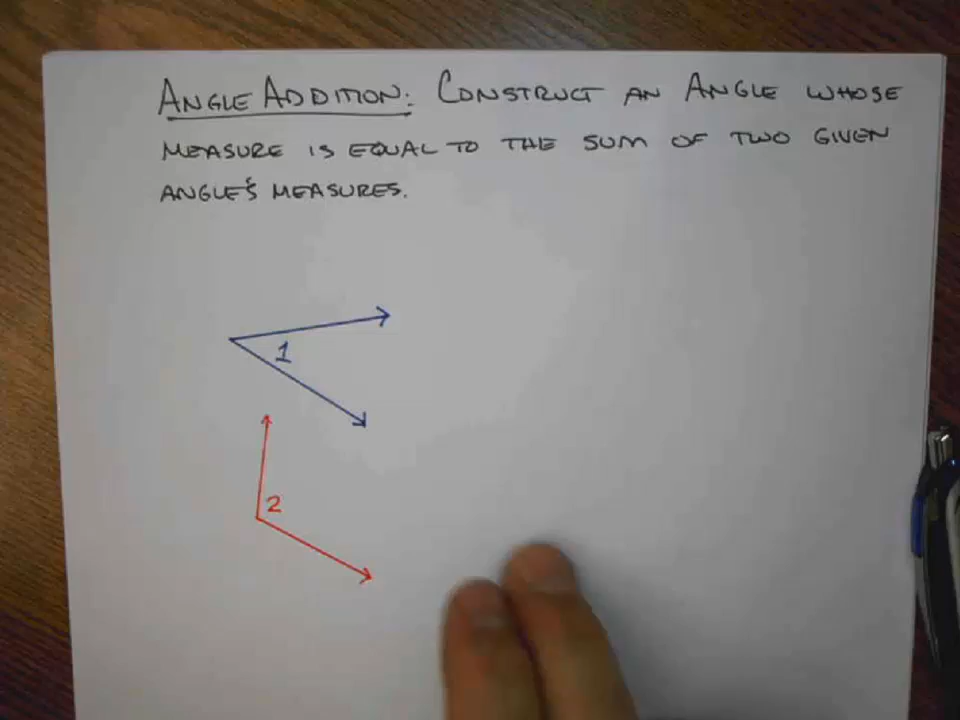 ANGLE ADDITION: CONSTRUCT AN ANGLE WHOSE
MEASURE IS EQUAL TO THE SUM OF TWO GIVEN
ANGLE'S MEASURES.
1
2